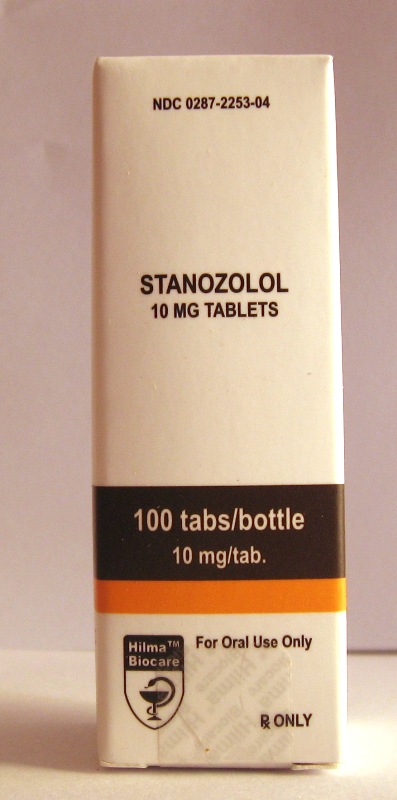 NDC 0287-2253-04
STANOZOLOL
10 MG TABLETS
100 tabs/bottle
10 mg/tab.
Hilma™
Biocare
For Oral Use Only
℞ ONLY